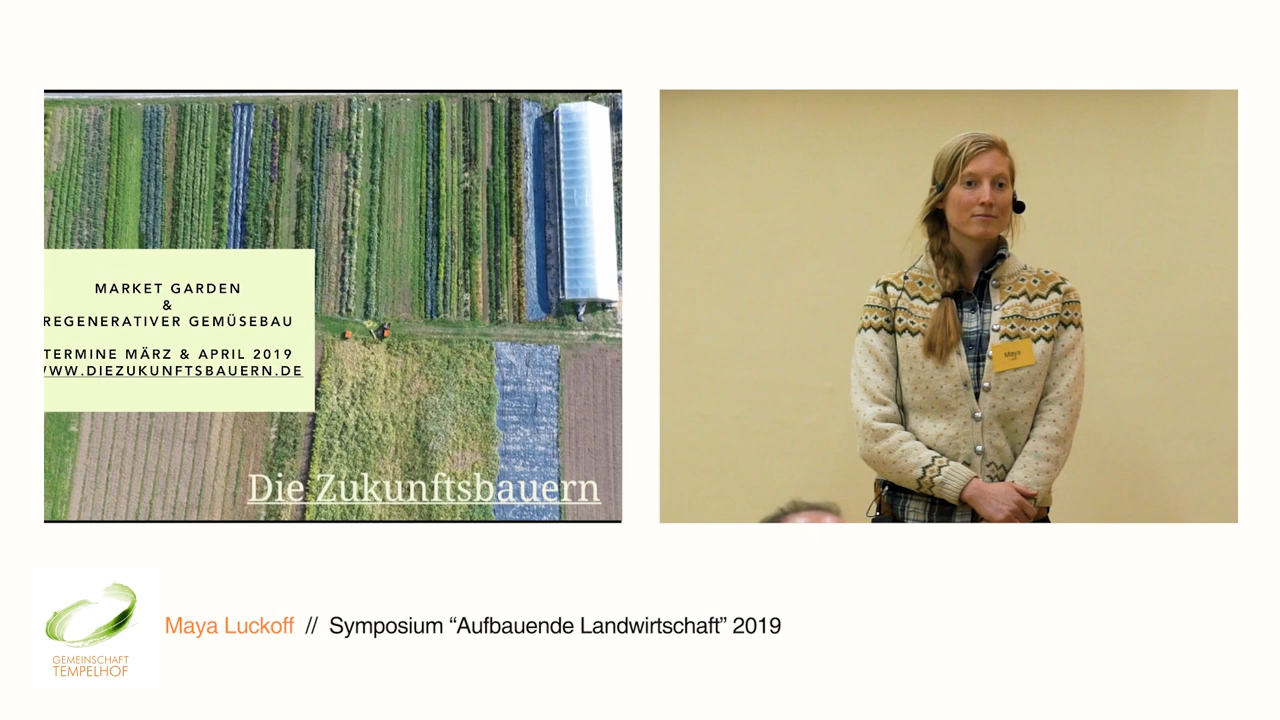 MARKET GARDEN
&
REGENERATIVER GEMÜSEBAU
TERMINE MÄRZ & APRIL 2019
WWW.DIEZUKUNFTSBAUERN.DE
Die Zukunftsbauern
Maya
GEMEINSCHAFT
TEMPELHOF
Maya Luckoff // Symposium “Aufbauende Landwirtschaft” 2019